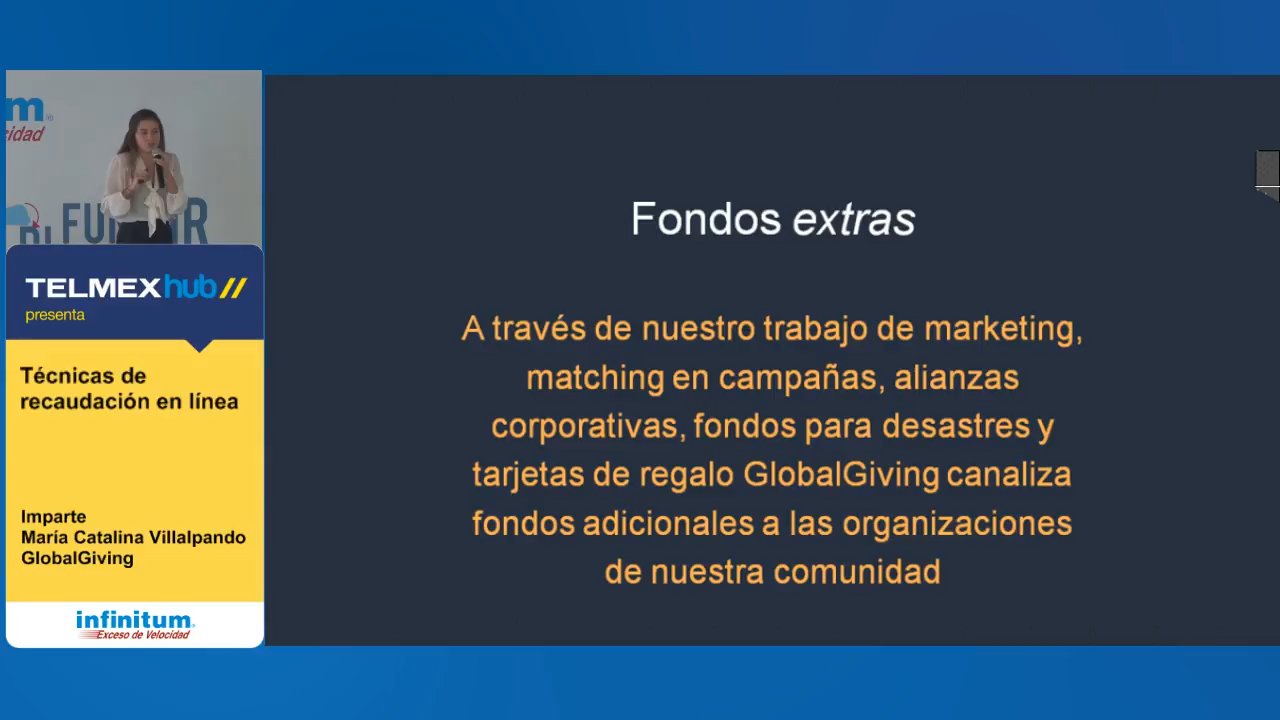 m
cidad
FU
R
TELMEXhub//
presenta
Técnicas de
recaudación en línea
Imparte
María Catalina Villalpando
GlobalGiving
infinitum
Exceso de Velocidad
Fondos extras
A través de nuestro trabajo de marketing,
matching en campañas, alianzas
corporativas, fondos para desastres y
tarjetas de regalo GlobalGiving canaliza
fondos adicionales a las organizaciones
de nuestra comunidad